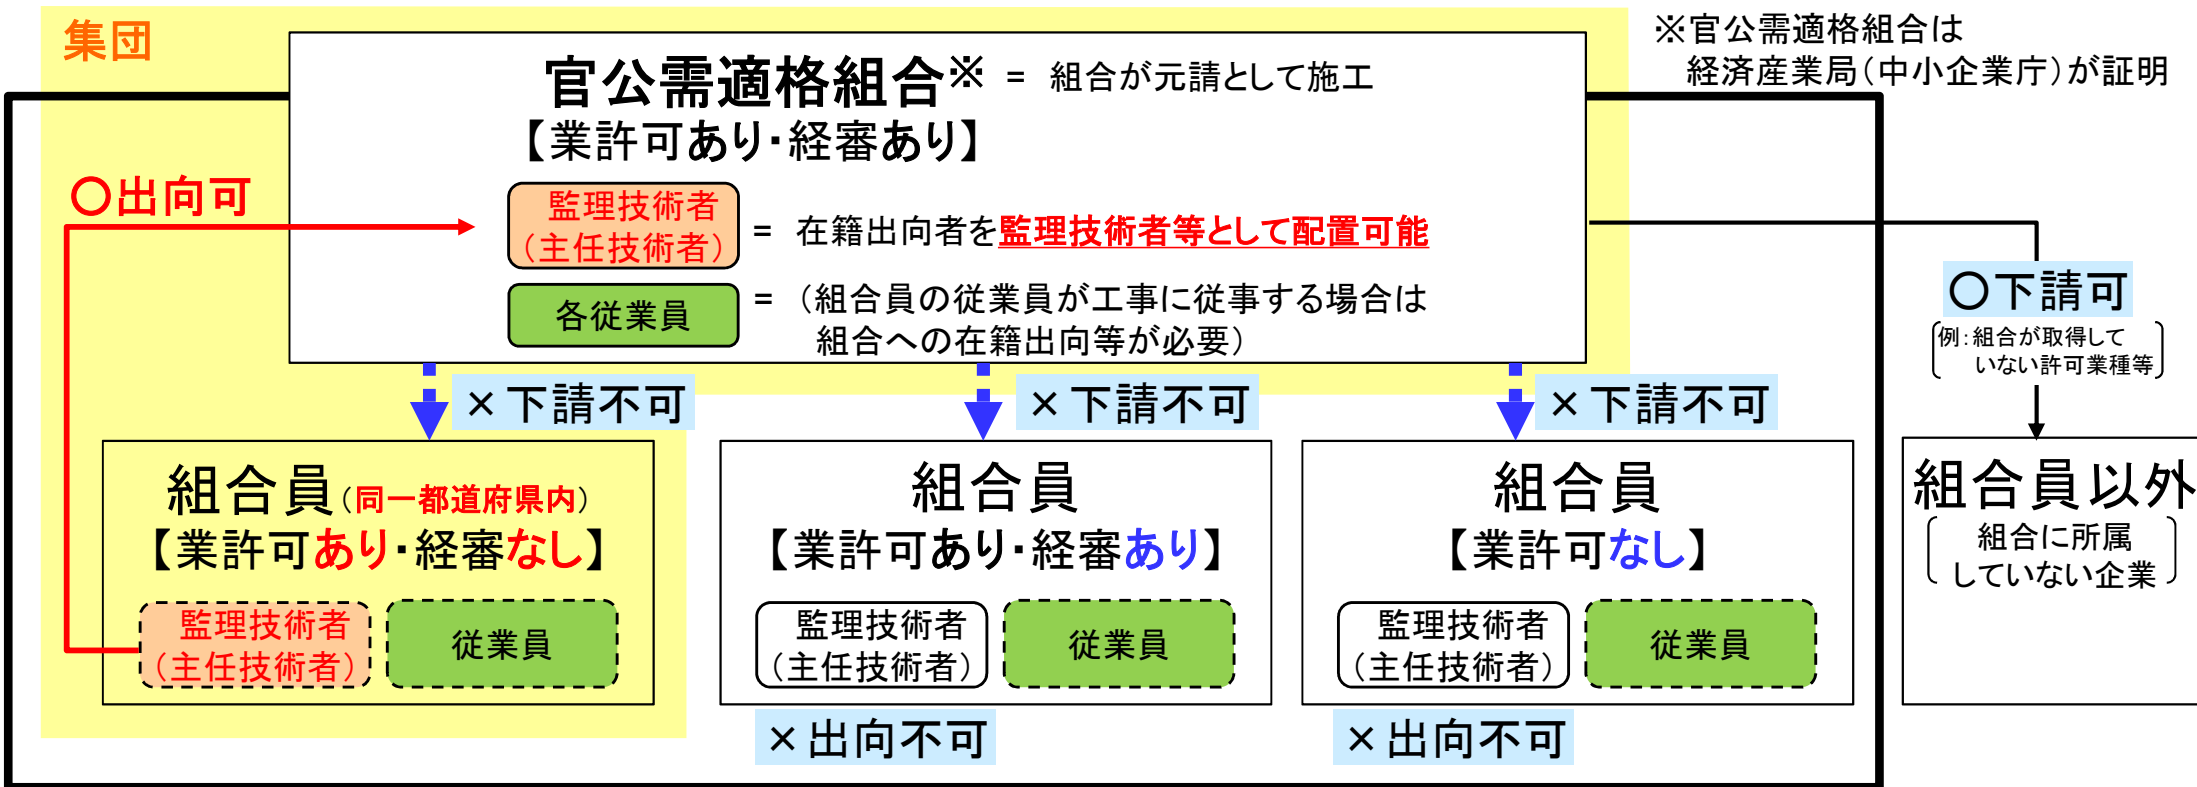 集団
官公需適格組合※ = 組合が元請として施工
【業許可あり・経審あり】
※官公需適格組合は
経済産業局(中小企業庁)が証明
〇出向可
監理技術者
(主任技術者)
= 在籍出向者を監理技術者等として配置可能
各従業員
= (組合員の従業員が工事に従事する場合は
組合への在籍出向等が必要)
〇下請可
例:組合が取得して
いない許可業種等
×下請不可
×下請不可
×下請不可
組合員(同一都道府県内)
【業許可あり・経審なし】
監理技術者
(主任技術者)
従業員
組合員
【業許可あり・経審あり】
監理技術者
(主任技術者)
従業員
×出向不可
組合員
【業許可なし】
監理技術者
(主任技術者)
従業員
×出向不可
組合員以外
組合に所属
していない企業